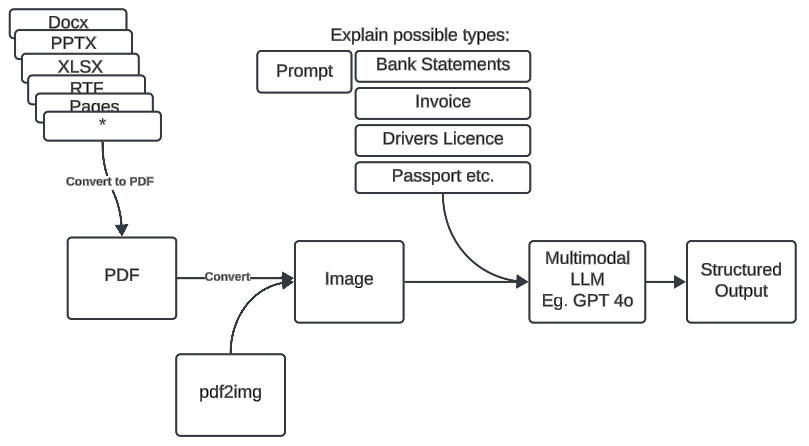 Docx
PPTX
XLSX
RTF
Pages
*
Convert to PDF
PDF
Convert
pdf2img
Image
Explain possible types:
Prompt
Bank Statements
Invoice
Drivers Licence
Passport etc.
Multimodal
LLM
Eg. GPT 4o
Structured
Output